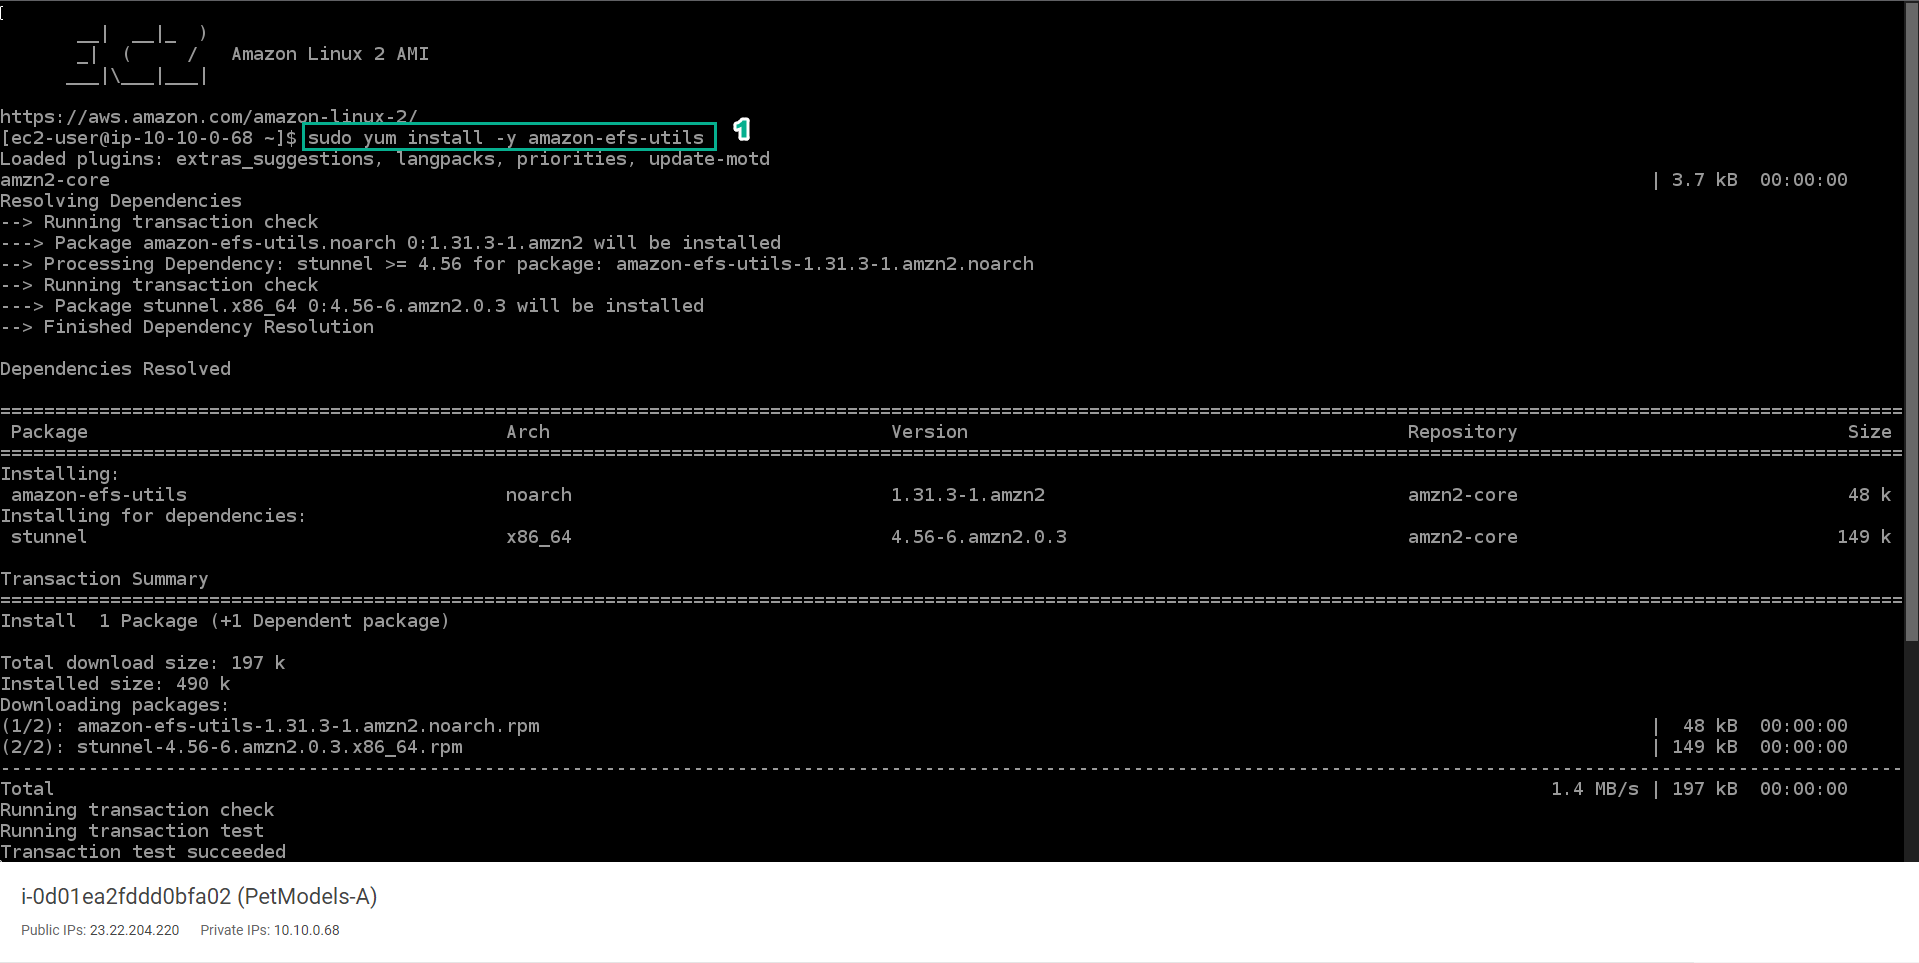 [
       __|  __|_  )
       _|  (     /   Amazon Linux 2 AMI
      ___|\___|___|
https://aws.amazon.com/amazon-linux-2/
[ec2-user@ip-10-10-0-68 ~]$ sudo yum install -y amazon-efs-utils 1
Loaded plugins: extras_suggestions, langpacks, priorities, update-motd
amzn2-core | 3.7 kB 00:00:00
Resolving Dependencies
--> Running transaction check
---> Package amazon-efs-utils.noarch 0:1.31.3-1.amzn2 will be installed
--> Processing Dependency: stunnel >= 4.56 for package: amazon-efs-utils-1.31.3-1.amzn2.noarch
--> Running transaction check
---> Package stunnel.x86_64 0:4.56-6.amzn2.0.3 will be installed
--> Finished Dependency Resolution
Dependencies Resolved
Package Arch Version Repository Size
Installing:
amazon-efs-utils noarch 1.31.3-1.amzn2 amzn2-core 48 k
Installing for dependencies:
stunnel x86_64 4.56-6.amzn2.0.3 amzn2-core 149 k
Transaction Summary
Install  1 Package (+1 Dependent package)
Total download size: 197 k
Installed size: 490 k
Downloading packages:
(1/2): amazon-efs-utils-1.31.3-1.amzn2.noarch.rpm | 48 kB 00:00:00
(2/2): stunnel-4.56-6.amzn2.0.3.x86_64.rpm | 149 kB 00:00:00
Total 1.4 MB/s | 197 kB 00:00:00
Running transaction check
Running transaction test
Transaction test succeeded
i-0d01ea2fddd0bfa02 (PetModels-A)
Public IPs: 23.22.204.220 Private IPs: 10.10.0.68